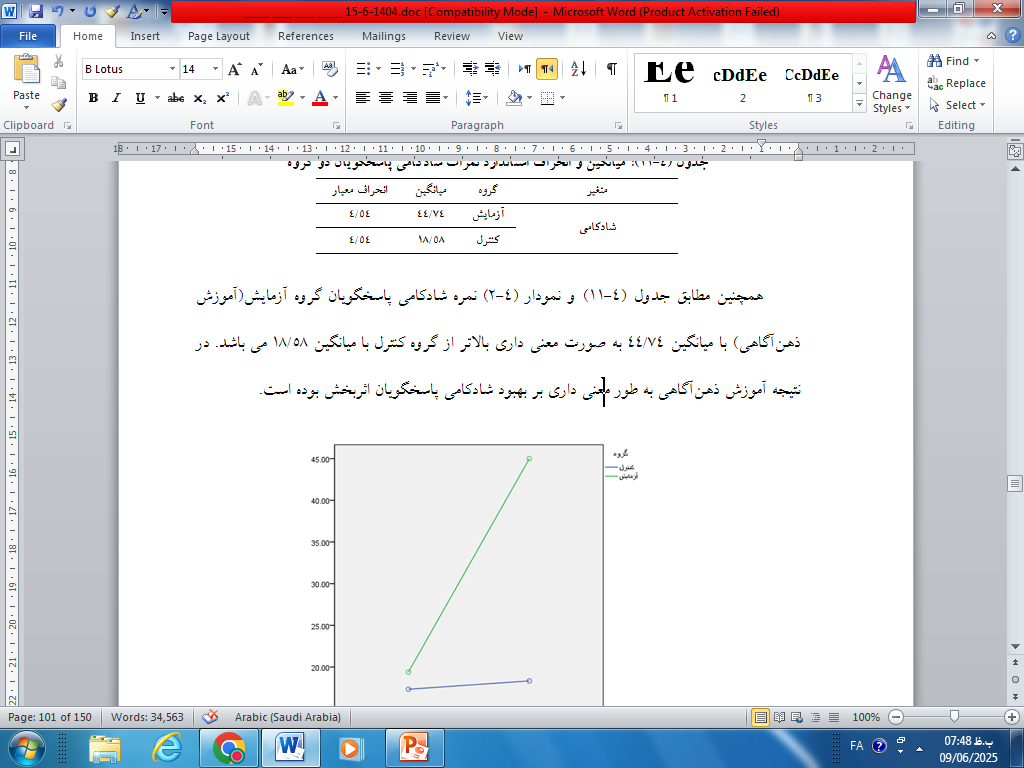 15-6-1404.doc [Compatibility Mode] - Microsoft Word (Product Activation Failed)
File Home Insert Page Layout References Mailings Review View
Paste
B Lotus 14
Clipboard Font Paragraph Styles Editing
¶ 1 2 ¶ 3
Change Styles
Find
Replace
Select
جدول (٤-١١): میانگین و انحراف استاندارد نمرات شادکامی پاسخگویان دو گروه
متغیر گروه میانگین انحراف معیار
شادکامی آزمایش ٤٤/٧٤ ٤/٥٤
کنترل ١٨/٥٨ ٤/٥٤
همچنین مطابق جدول (٤-١١) و نمودار (٤-٢) نمره شادکامی پاسخگویان گروه آزمایش(آموزش
ذهن‌آگاهی) با میانگین ٤٤/٧٤ به صورت معنی داری بالاتر از گروه کنترل با میانگین ١٨/٥٨ می باشد. در
نتیجه آموزش ذهن‌آگاهی به طور معنی داری بر بهبود شادکامی پاسخگویان اثربخش بوده است.
گروه
کنترل
آزمایش
45.00
40.00
35.00
30.00
25.00
20.00
Page: 101 of 150 Words: 34,563 Arabic (Saudi Arabia) 100%
FA 07:48 ب.ظ
09/06/2025